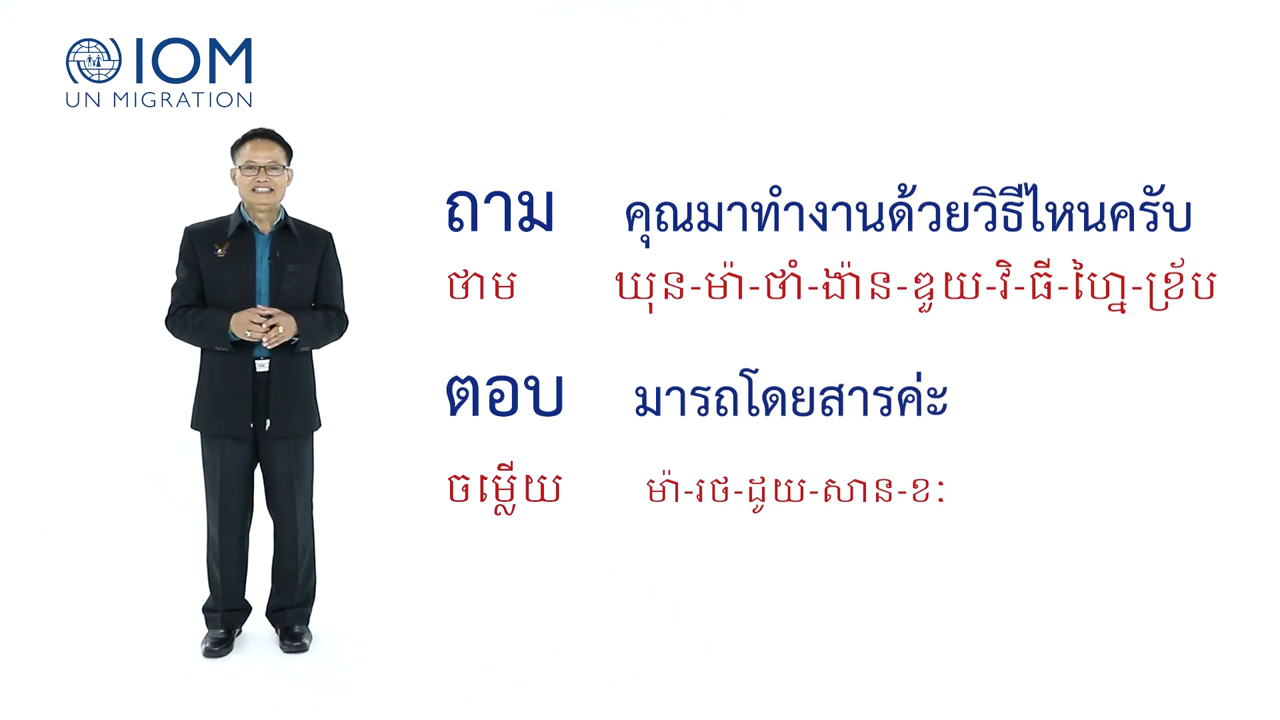 IOM
UN MIGRATION
ถาม คุณมาทำงานด้วยวิธีไหนครับ
ថាម ឃុន-ម៉ា-ថាំ-ង៉ាន-ឌួយ-វិ-ធី-ហ្នៃ-ខ្រ័ប
ตอบ มารถโดยสารค่ะ
ចម្លើយ ម៉ា-រថ-ដូយ-សាន-ខៈ